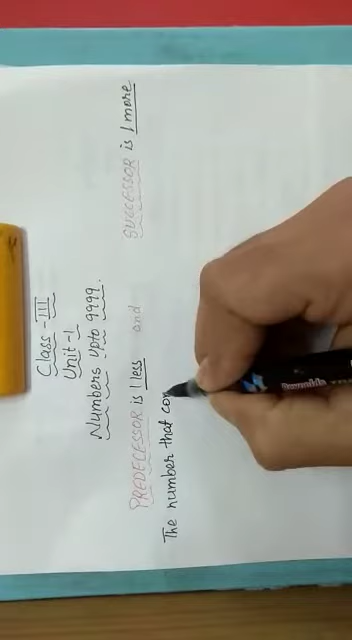 Class - III
Unit - 1
Numbers upto 9999.
PREDECESSOR is 1 less and SUCCESSOR is 1 more
The number that co
Reynolds